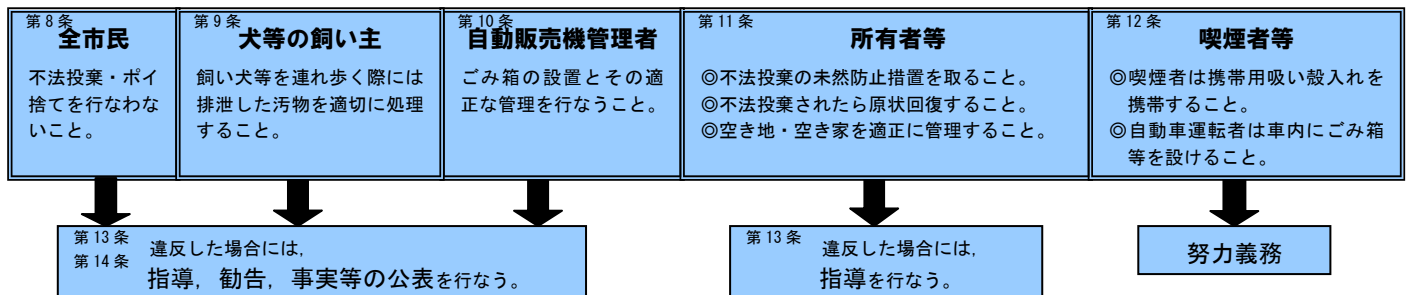 第8条
全市民
不法投棄・ポイ
捨てを行なわな
いこと。
第9条
犬等の飼い主
飼い犬等を連れ歩く際には
排泄した汚物を適切に処理
すること。
第10条
自動販売機管理者
ごみ箱の設置とその適
正な管理を行なうこと。
第11条
所有者等
◎不法投棄の未然防止措置を取ること。
◎不法投棄されたら原状回復すること。
◎空き地・空き家を適正に管理すること。
第12条
喫煙者等
◎喫煙者は携帯用吸い殻入れを
携帯すること。
◎自動車運転者は車内にごみ箱
等を設けること。
第13条
第14条
違反した場合には，
指導，勧告，事実等の公表を行なう。
第13条
違反した場合には，
指導を行なう。
努力義務